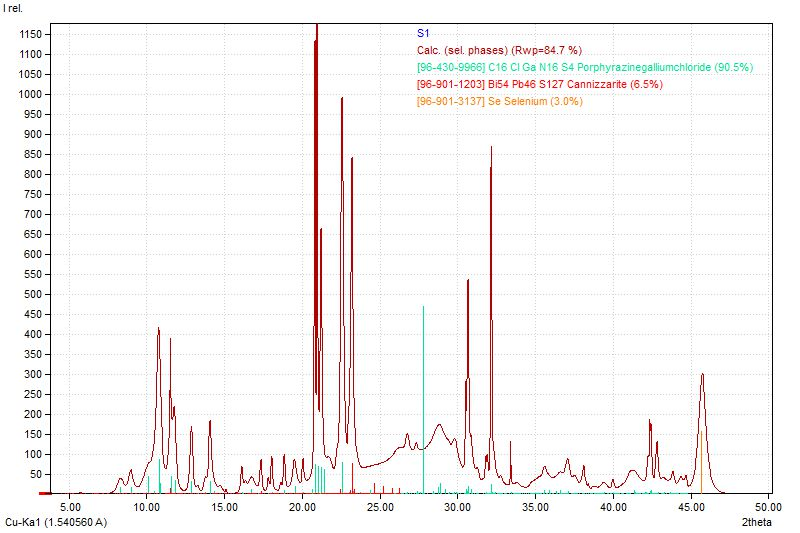 I rel.
S1
Calc. (sel. phases) (Rwp=84.7 %)
[96-430-9966] C16 Cl Ga N16 S4 Porphyrazinegalliumchloride (90.5%)
[96-901-1203] Bi54 Pb46 S127 Cannizzarite (6.5%)
[96-901-3137] Se Selenium (3.0%)
1150
1100
1050
1000
950
900
850
800
750
700
650
600
550
500
450
400
350
300
250
200
150
100
50
5.00 10.00 15.00 20.00 25.00 30.00 35.00 40.00 45.00 50.00
Cu-Ka1 (1.540560 A) 2theta